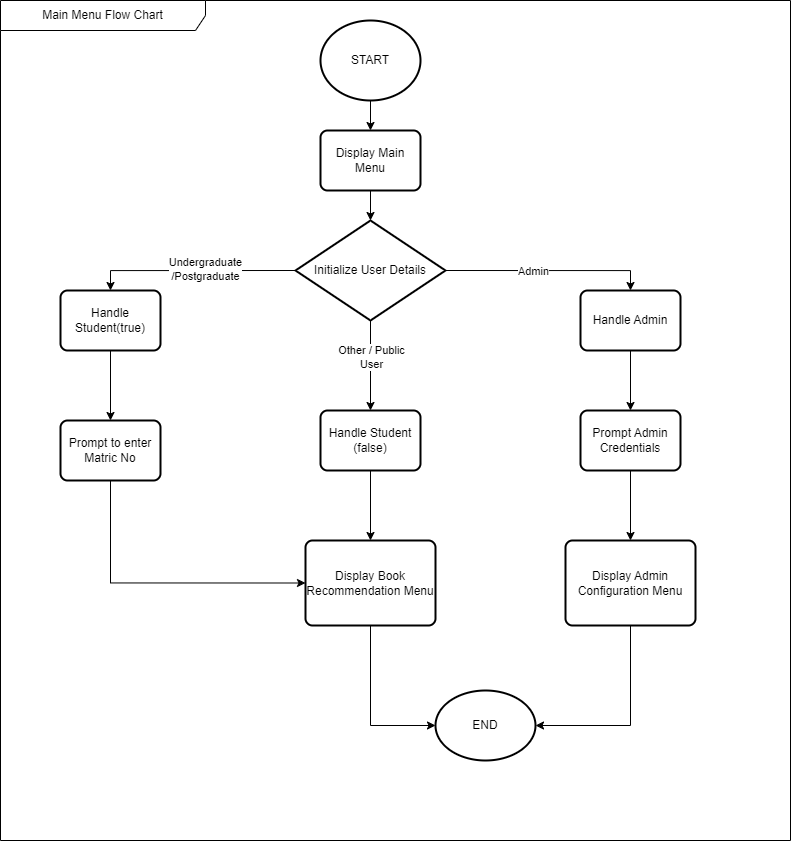 Main Menu Flow Chart
START
Display Main
Menu
Initialize User Details
Undergraduate
/Postgraduate
Admin
Other / Public
User
Handle
Student(true)
Handle Admin
Prompt to enter
Matric No
Handle Student
(false)
Prompt Admin
Credentials
Display Book
Recommendation Menu
Display Admin
Configuration Menu
END